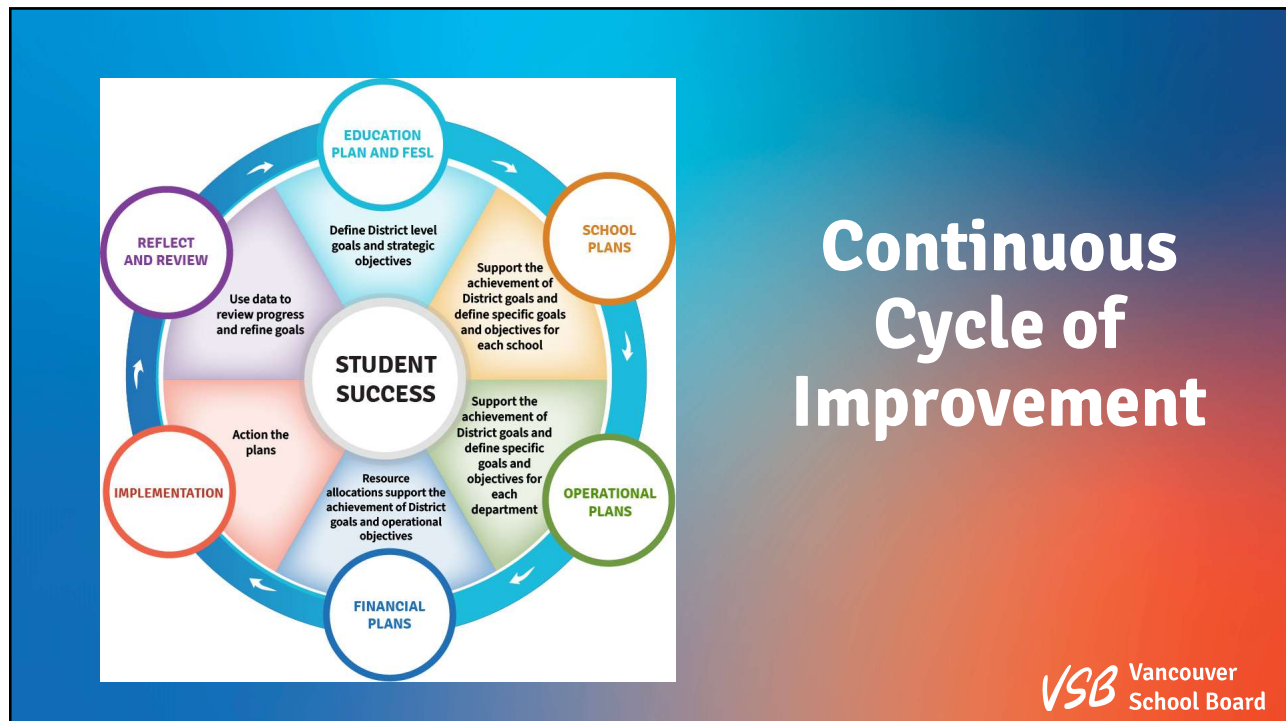 EDUCATION
PLAN AND FESL
Define District level
goals and strategic
objectives
SCHOOL
PLANS
Support the
achievement of
District goals and
define specific goals
and objectives for
each school
OPERATIONAL
PLANS
Support the
achievement of
District goals and
define specific
goals and
objectives for
each
department
FINANCIAL
PLANS
Resource
allocations support the
achievement of District
goals and operational
objectives
IMPLEMENTATION
Action the
plans
REFLECT
AND REVIEW
Use data to
review progress
and refine goals
STUDENT
SUCCESS
Continuous
Cycle of
Improvement
VSB Vancouver
School Board